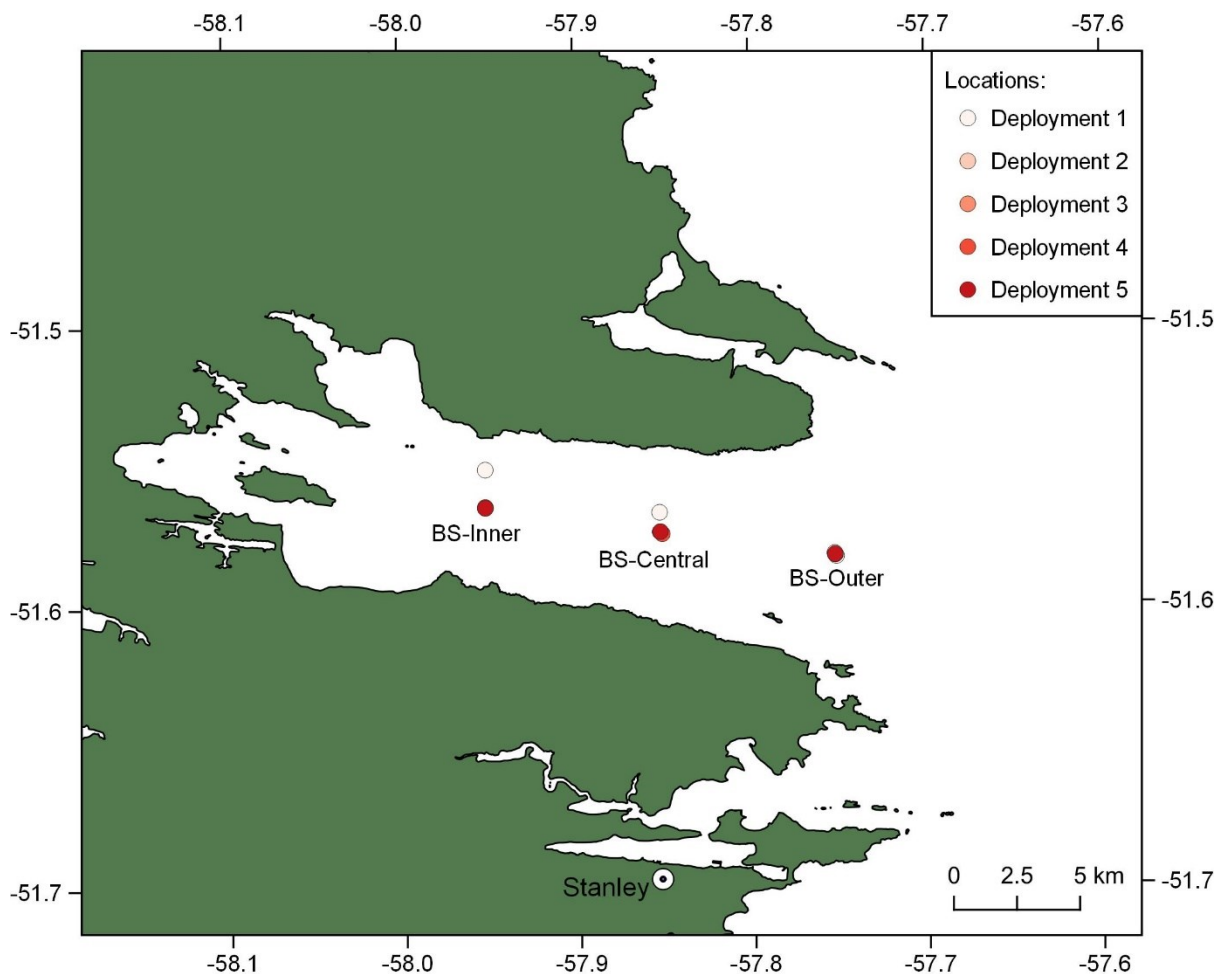 -58.1 -58.0 -57.9 -57.8 -57.7 -57.6
Locations:
Deployment 1
Deployment 2
Deployment 3
Deployment 4
Deployment 5
-51.5 -51.5
BS-Inner
BS-Central
BS-Outer
-51.6 -51.6
0 2.5 5 km
Stanley
-51.7 -51.7
-58.1 -58.0 -57.9 -57.8 -57.7 -57.6